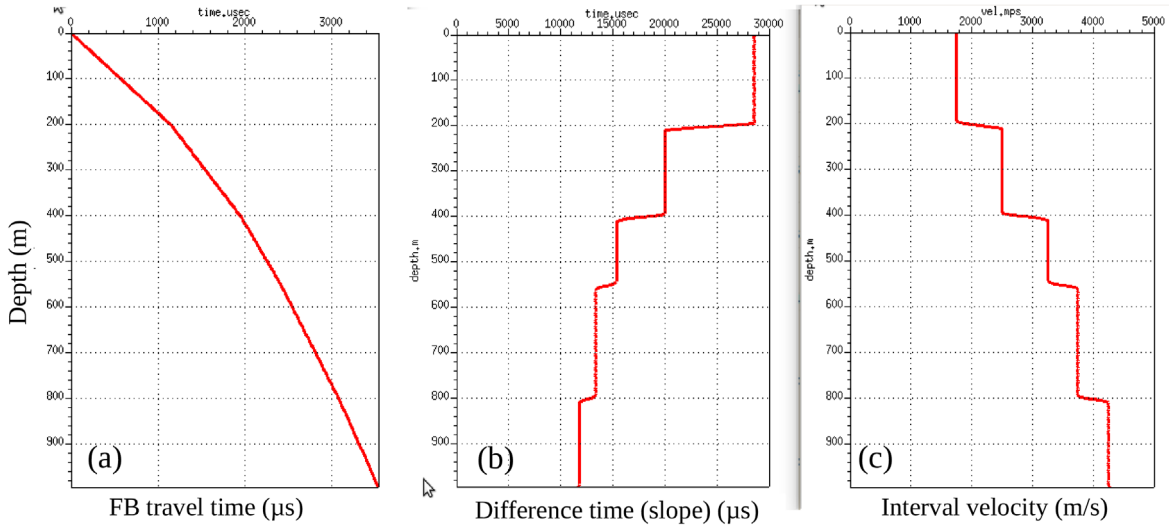 time.usec
0 1000 2000 3000
0
100
200
300
400
500
600
700
800
900
Depth (m)
(a)
FB travel time (µs)
time.usec
0 5000 10000 15000 20000 25000 30000
0
100
200
300
400
500
600
700
800
900
depth.m
(b)
Difference time (slope) (µs)
vel.mps
0 1000 2000 3000 4000 5000
0
100
200
300
400
500
600
700
800
900
depth.m
(c)
Interval velocity (m/s)